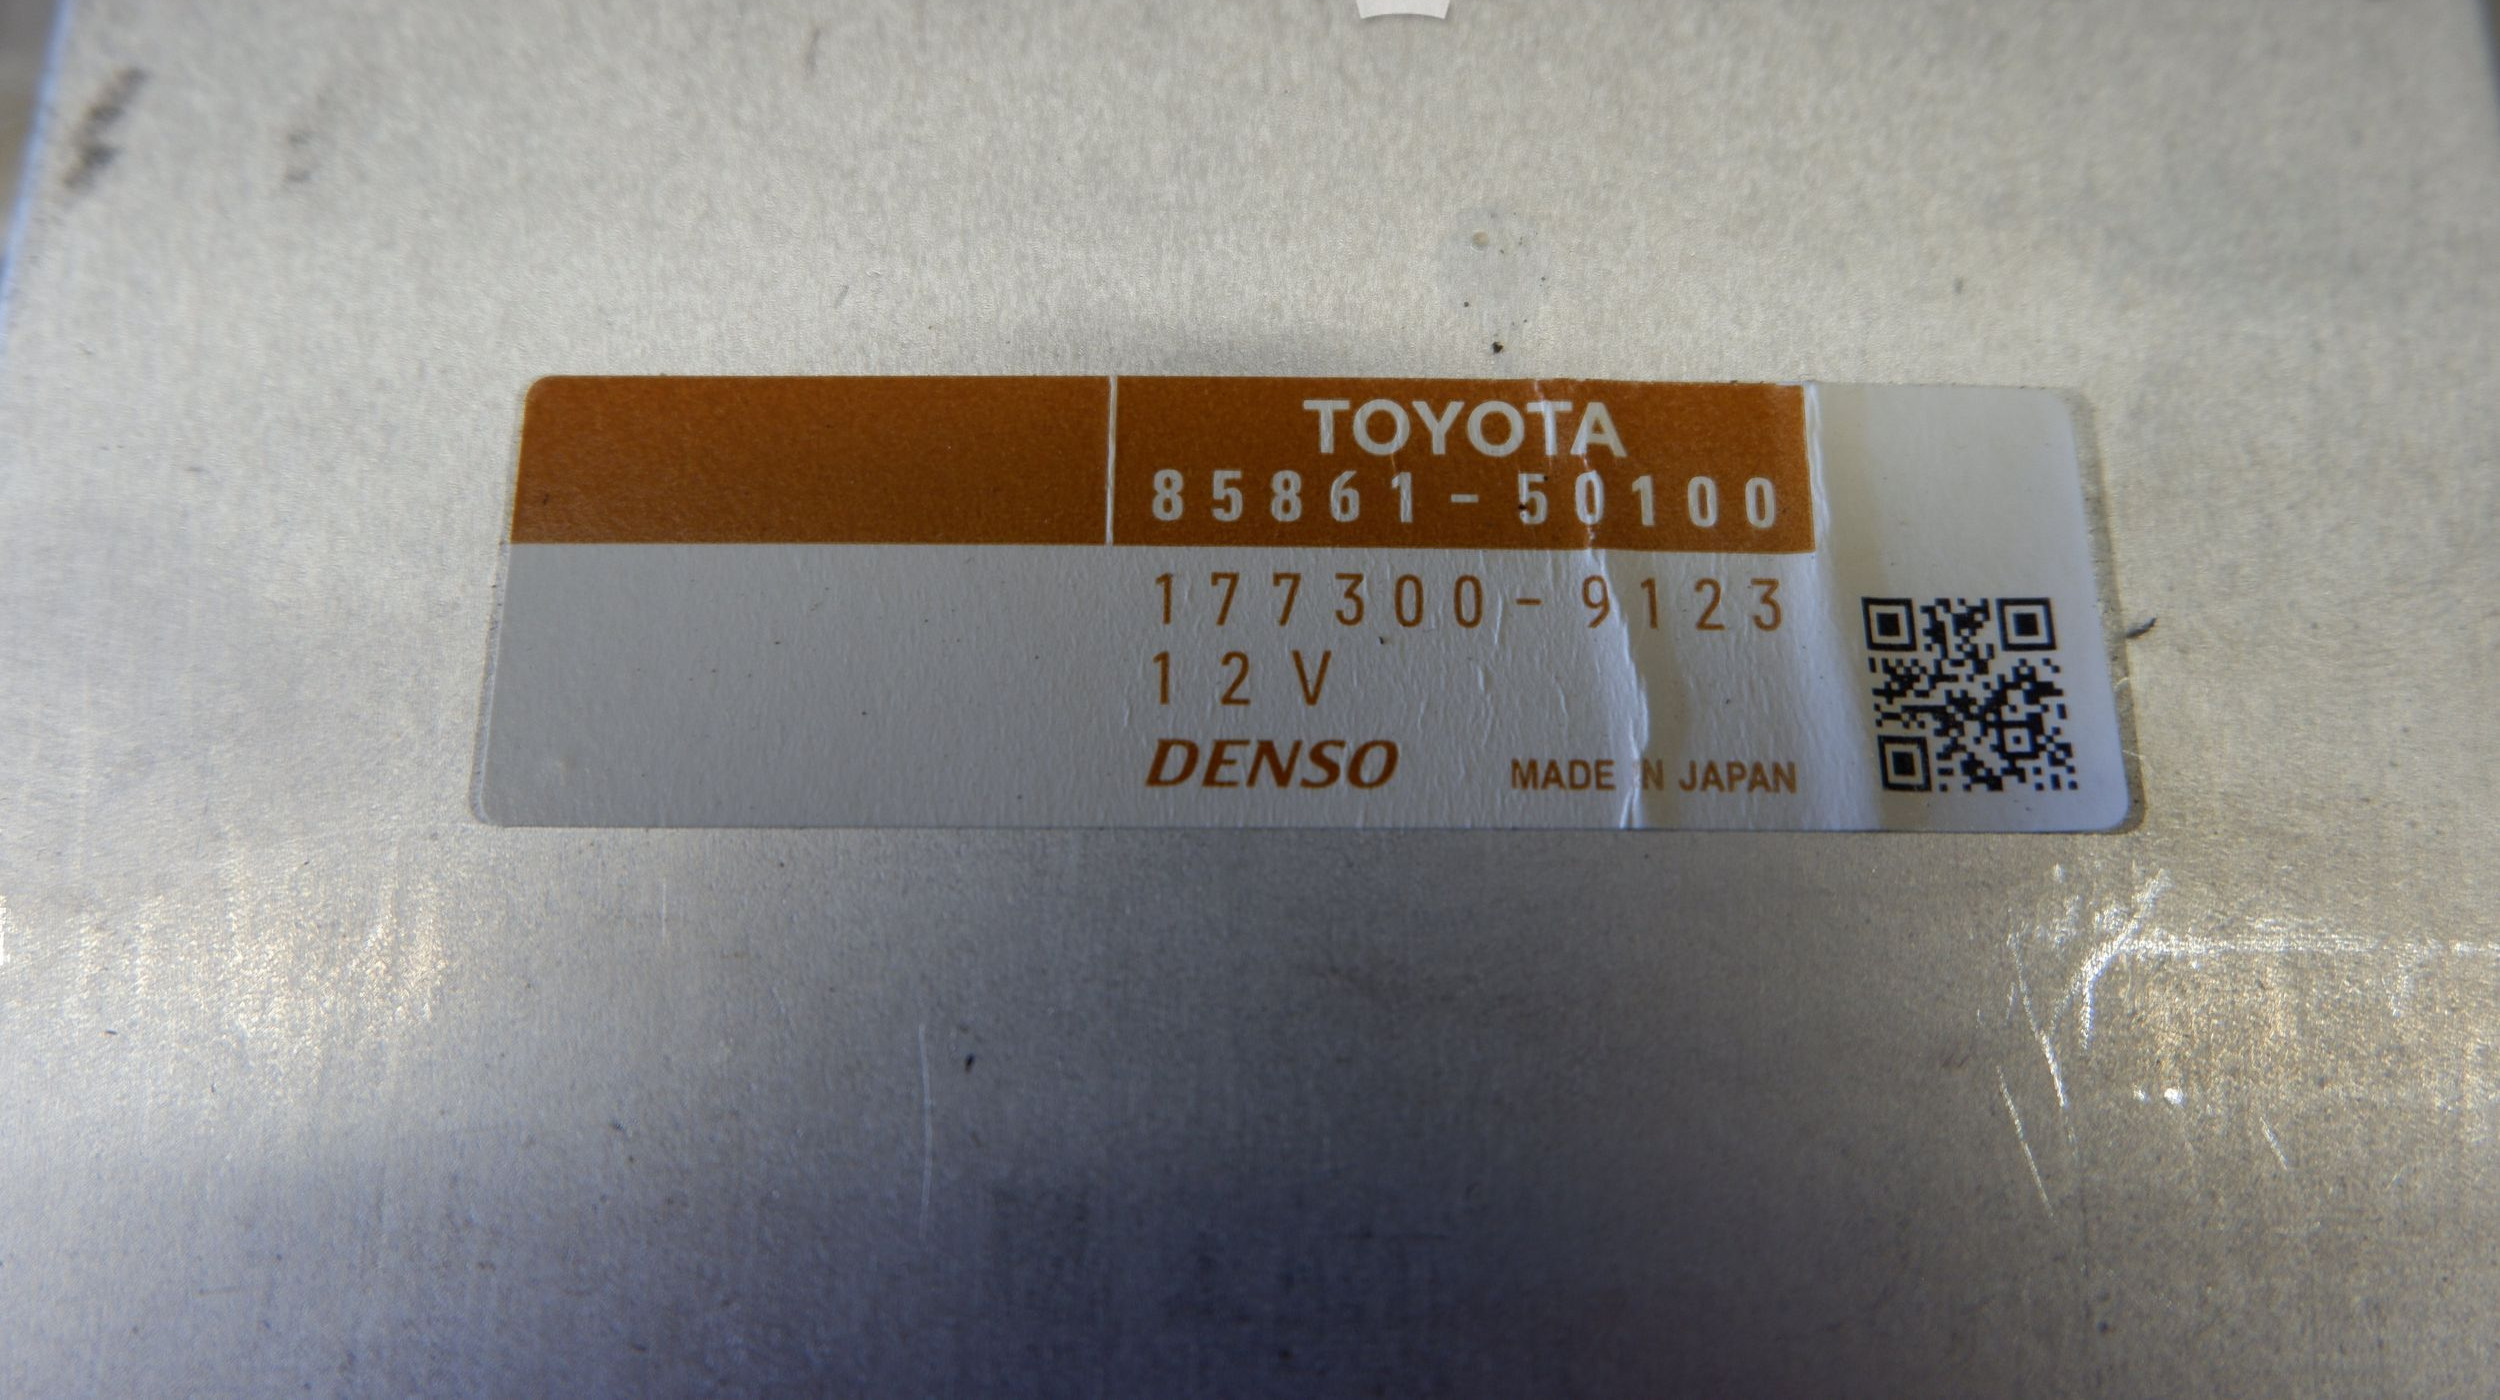 TOYOTA
85861-50100
177300-9123
12V
DENSO
MADE IN JAPAN